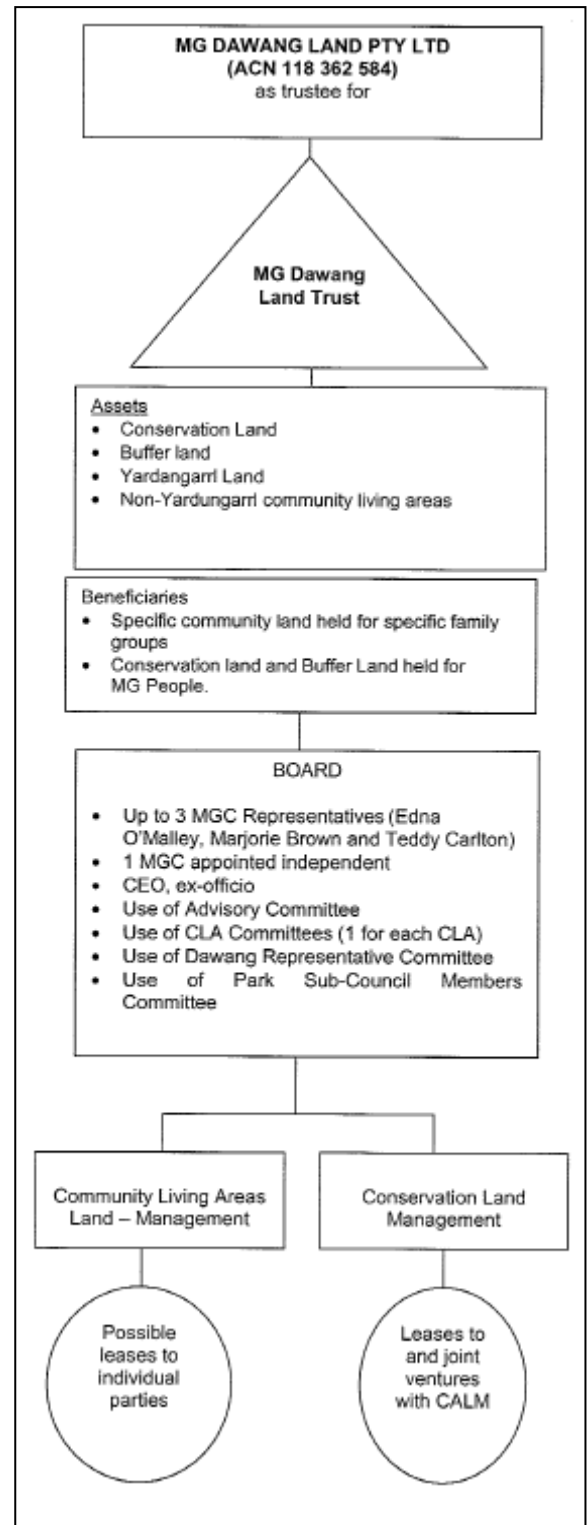 MG DAWANG LAND PTY LTD
(ACN 118 362 584)
as trustee for
MG Dawang
Land Trust
Assets
• Conservation Land
• Buffer land
• Yardangarrl Land
• Non-Yardungarrl community living areas
Beneficiaries
• Specific community land held for specific family
groups
• Conservation land and Buffer Land held for
MG People.
BOARD
• Up to 3 MGC Representatives (Edna
O'Malley, Marjorie Brown and Teddy Carlton)
• 1 MGC appointed independent
• CEO, ex-officio
• Use of Advisory Committee
• Use of CLA Committees (1 for each CLA)
• Use of Dawang Representative Committee
• Use of Park Sub-Council Members
Committee
Community Living Areas
Land – Management
Conservation Land
Management
Possible
leases to
individual
parties
Leases to
and joint
ventures
with CALM